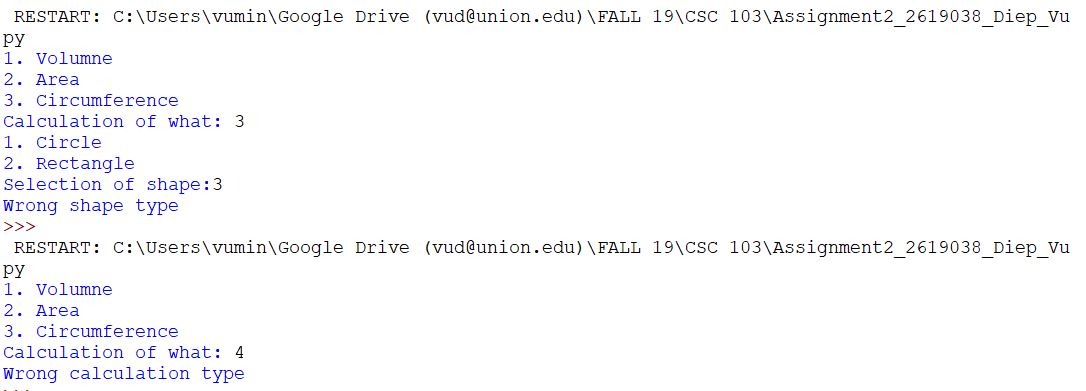 RESTART: C:\Users\vumin\Google Drive (vud@union.edu)\FALL 19\CSC 103\Assignment2_2619038_Diep_Vu
py
1. Volumne
2. Area
3. Circumference
Calculation of what: 3
1. Circle
2. Rectangle
Selection of shape:3
Wrong shape type
>>>
RESTART: C:\Users\vumin\Google Drive (vud@union.edu)\FALL 19\CSC 103\Assignment2_2619038_Diep_Vu
py
1. Volumne
2. Area
3. Circumference
Calculation of what: 4
Wrong calculation type